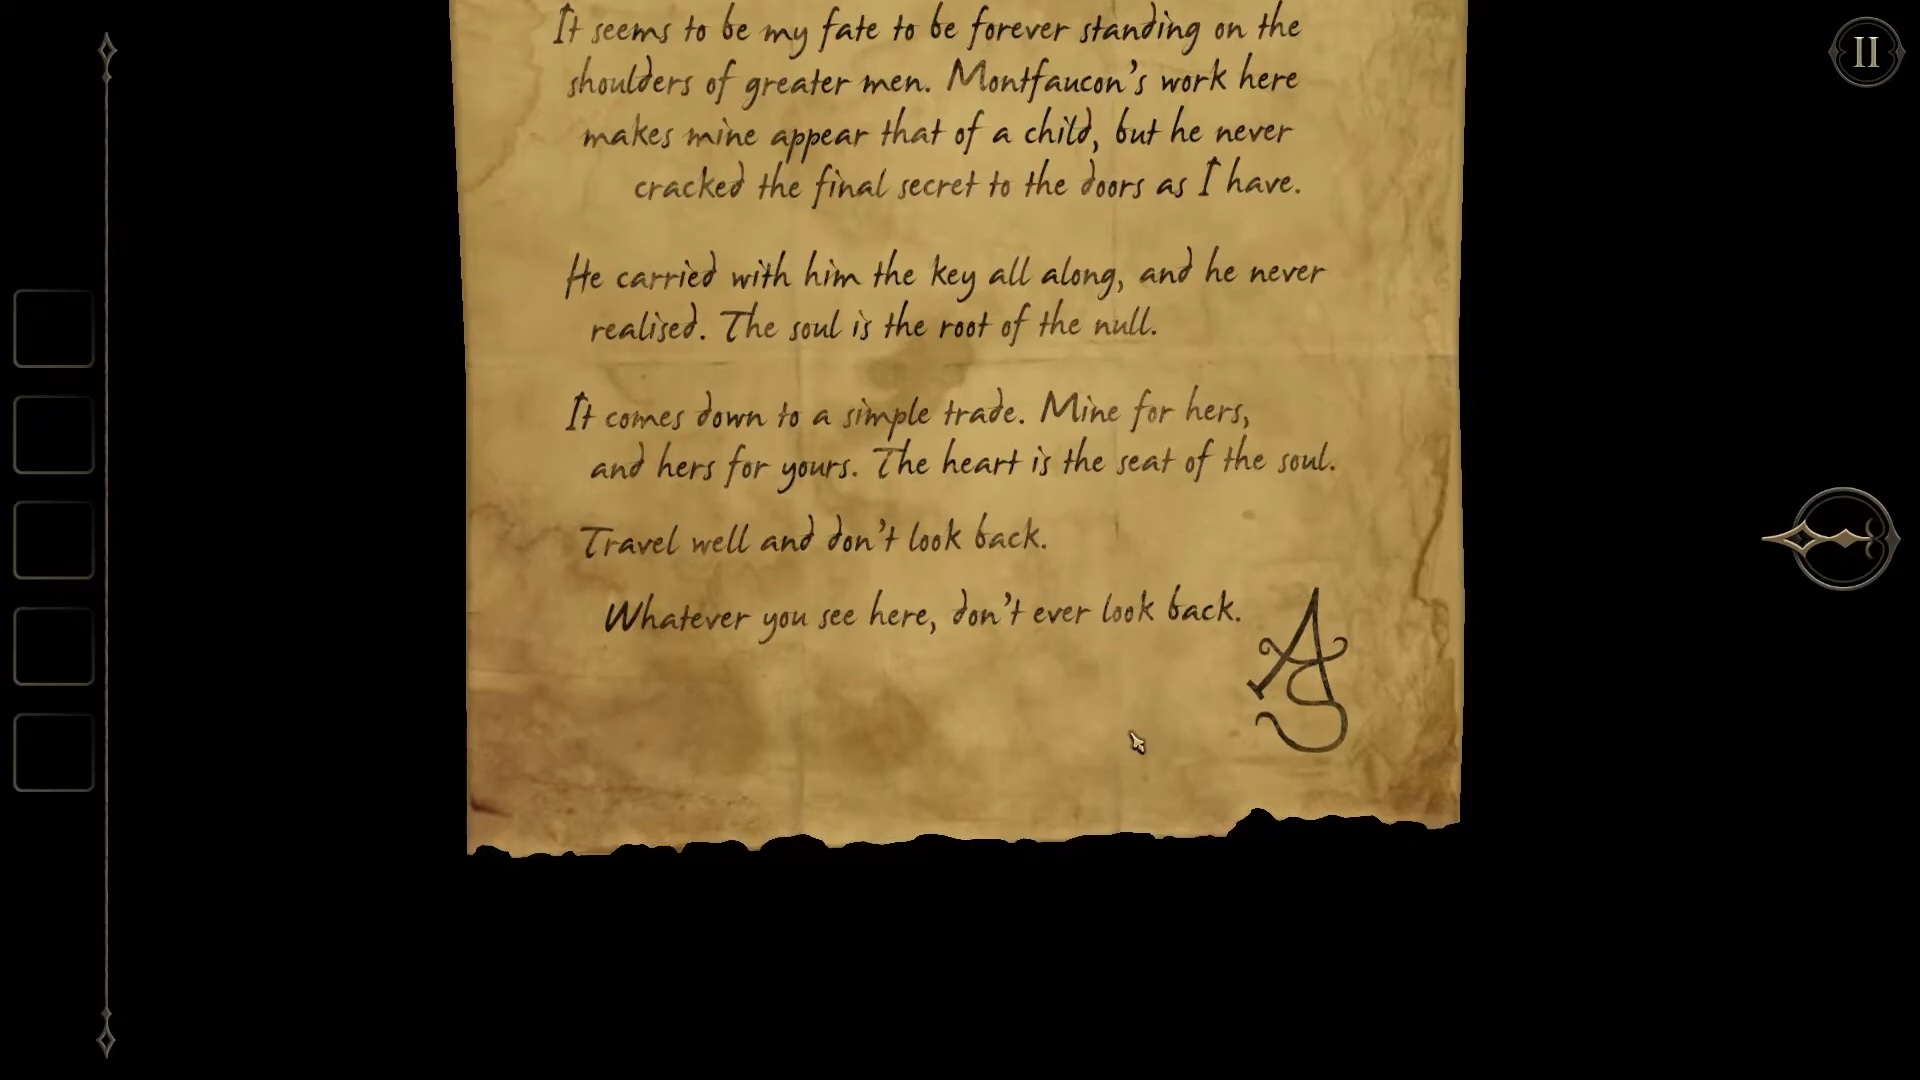 It seems to be my fate to be forever standing on the
shoulders of greater men. Montfaucon's work here
makes mine appear that of a child, but he never
cracked the final secret to the doors as I have.
He carried with him the key all along, and he never
realised. The soul is the root of the null.
It comes down to a simple trade. Mine for hers,
and hers for yours. The heart is the seat of the soul.
Travel well and don't look back.
Whatever you see here, don't ever look back.
AS
II